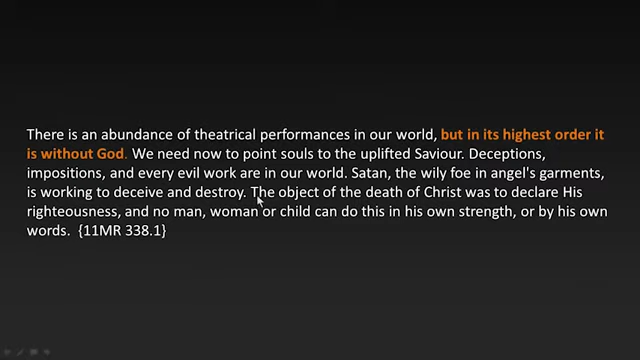 There is an abundance of theatrical performances in our world, but in its highest order it
is without God. We need now to point souls to the uplifted Saviour. Deceptions,
impositions, and every evil work are in our world. Satan, the wily foe in angel's garments,
is working to deceive and destroy. The object of the death of Christ was to declare His
righteousness, and no man, woman or child can do this in his own strength, or by his own
words.  {11MR 338.1}